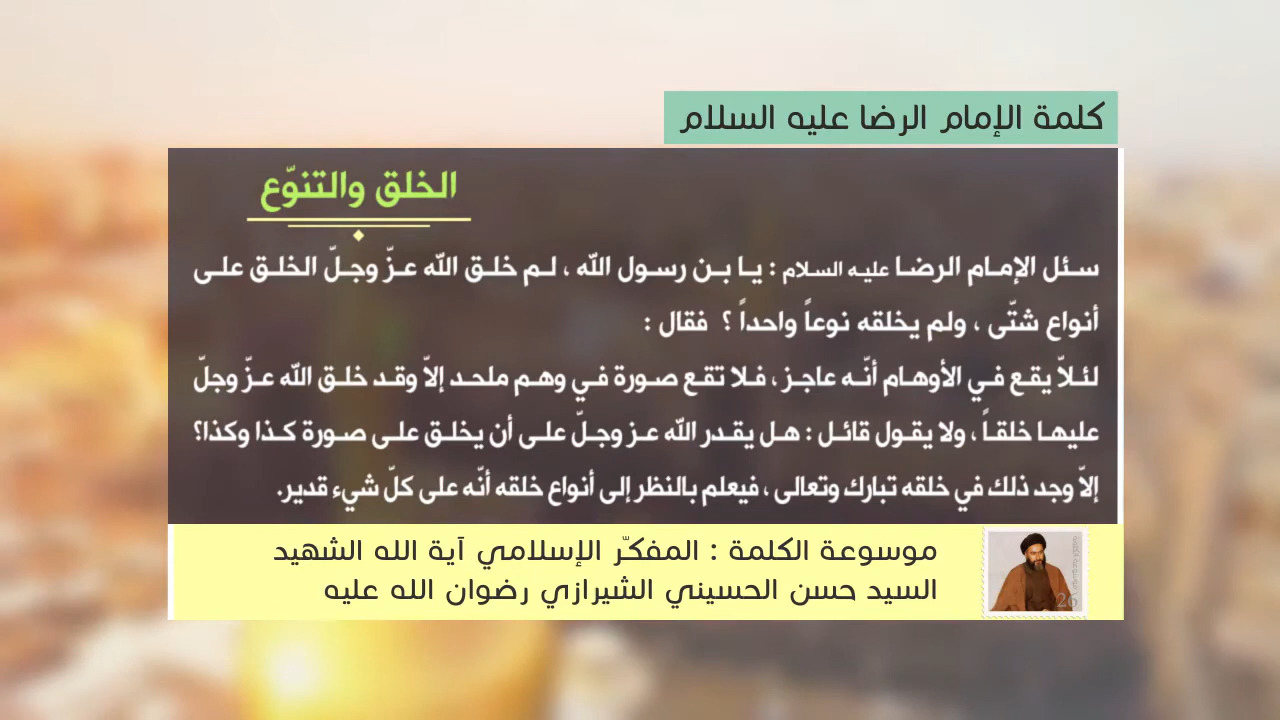 كلمة الإمام الرضا عليه السلام
الخلق والتنوّع
سئل الإمام الرضا عليه السلام : يا بن رسول الله ، لم خلق الله عزّ وجلّ الخلق على
أنواع شتّى ، ولم يخلقه نوعاً واحداً ؟ فقال :
لئلاّ يقع في الأوهام أنّه عاجز ، فلا تقع صورة في وهم ملحد إلاّ وقد خلق الله عزّ وجلّ
عليها خلقاً ، ولا يقول قائل : هل يقدر الله عز وجلّ على أن يخلق على صورة كذا وكذا؟
إلاّ وجد ذلك في خلقه تبارك وتعالى ، فيعلم بالنظر إلى أنواع خلقه أنّه على كلّ شيء قدير.
موسوعة الكلمة : المفكّر الإسلامي آية الله الشهيد
السيد حسن الحسيني الشيرازي رضوان الله عليه